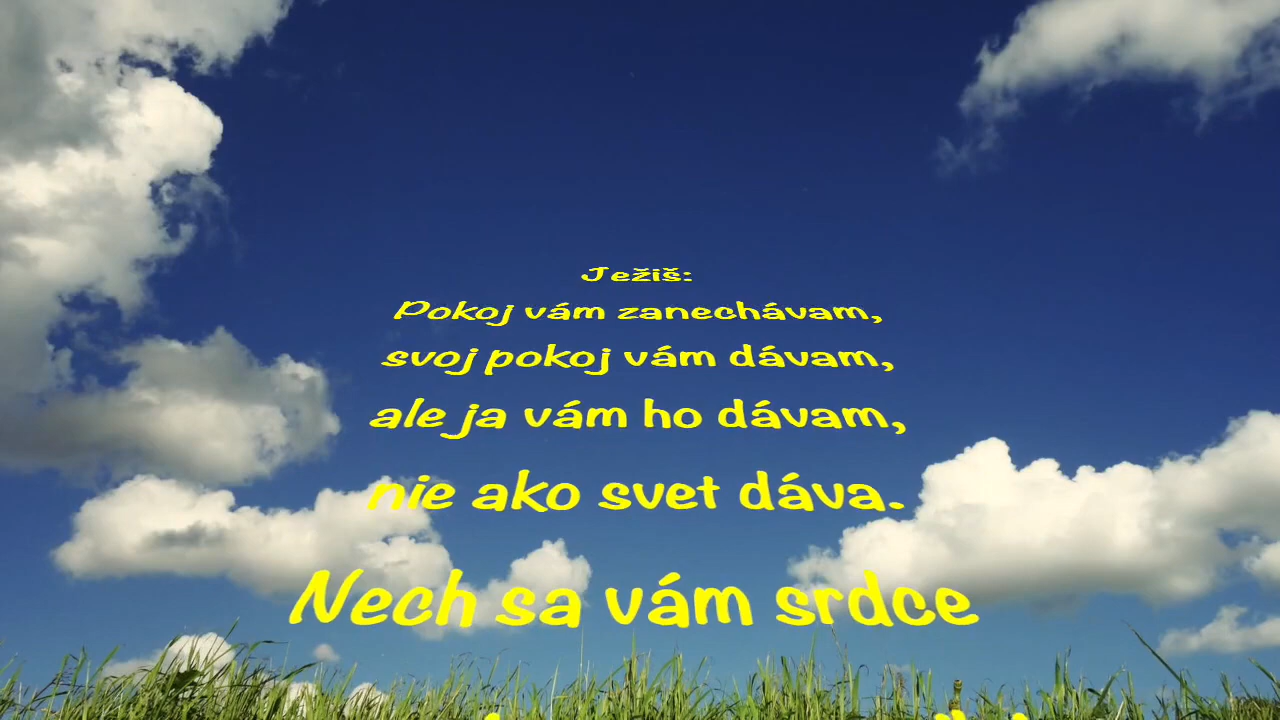 Ježiš:
Pokoj vám zanechávam,
svoj pokoj vám dávam,
ale ja vám ho dávam,
nie ako svet dáva.
Nech sa vám srdce